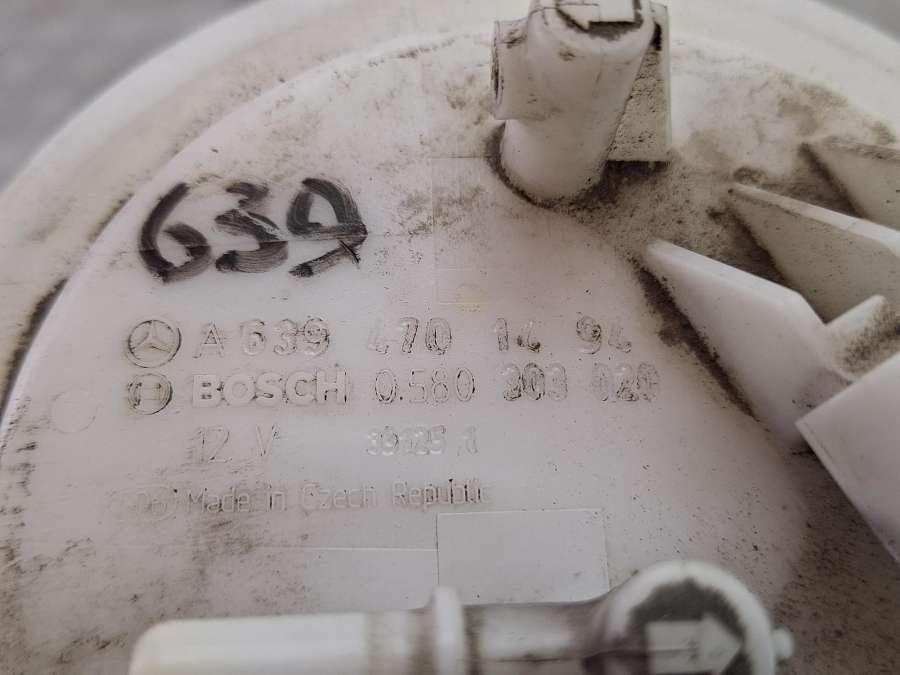 639
A 639 470 14 94
BOSCH 0.580 303 020
12 V
Made in Czech Republic